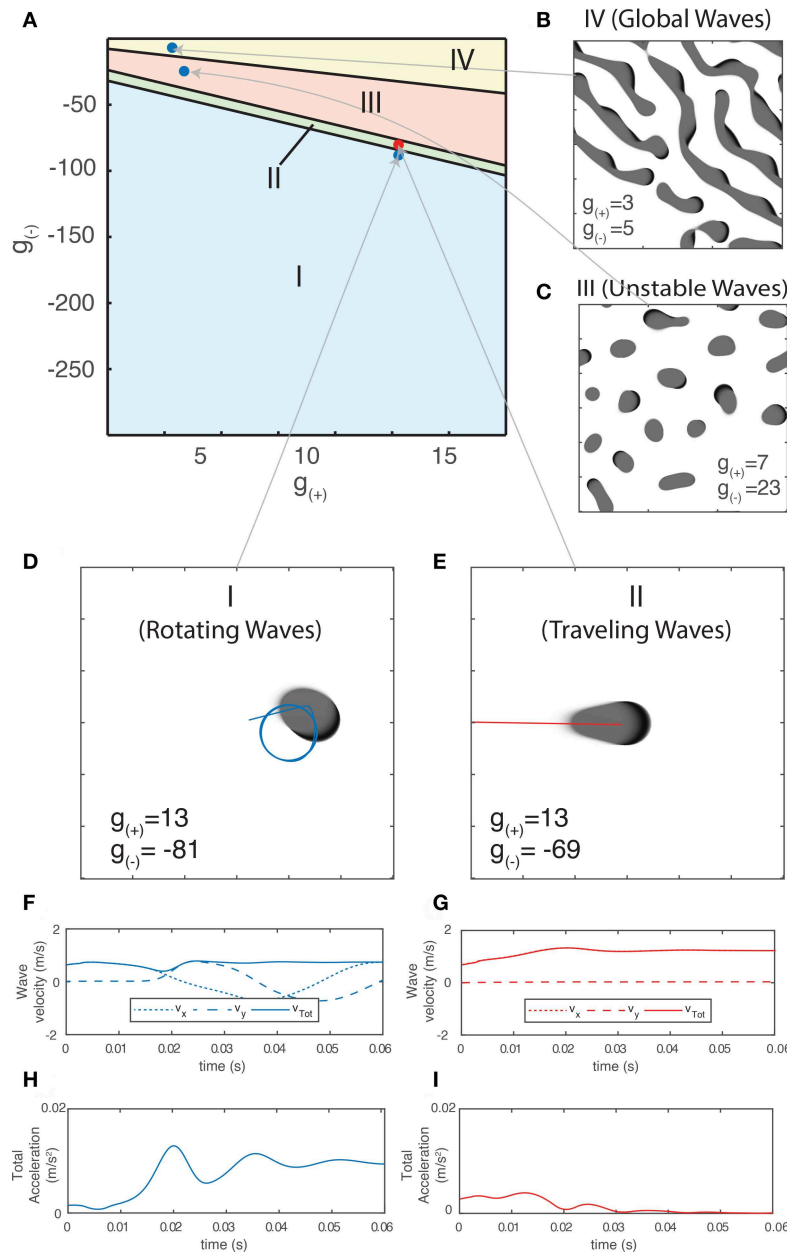 A
IV
III
II
I
-50
-100
-150
-200
-250
g(-)
5
10
15
g(+)
B
IV (Global Waves)
g(+)=3
g(-)=5
C
III (Unstable Waves)
g(+)=7
g(-)=23
D
I
(Rotating Waves)
g(+)=13
g(-)= -81
E
II
(Traveling Waves)
g(+)=13
g(-)= -69
F
2
0
-2
Wave
velocity (m/s)
vx vy vTot
0 0.01 0.02 0.03 0.04 0.05 0.06
time (s)
G
2
0
-2
Wave
velocity (m/s)
vx vy vTot
0 0.01 0.02 0.03 0.04 0.05 0.06
time (s)
H
0.02
0
Total
Acceleration
(m/s²)
0 0.01 0.02 0.03 0.04 0.05 0.06
time (s)
I
0.02
0
Total
Acceleration
(m/s²)
0 0.01 0.02 0.03 0.04 0.05 0.06
time (s)